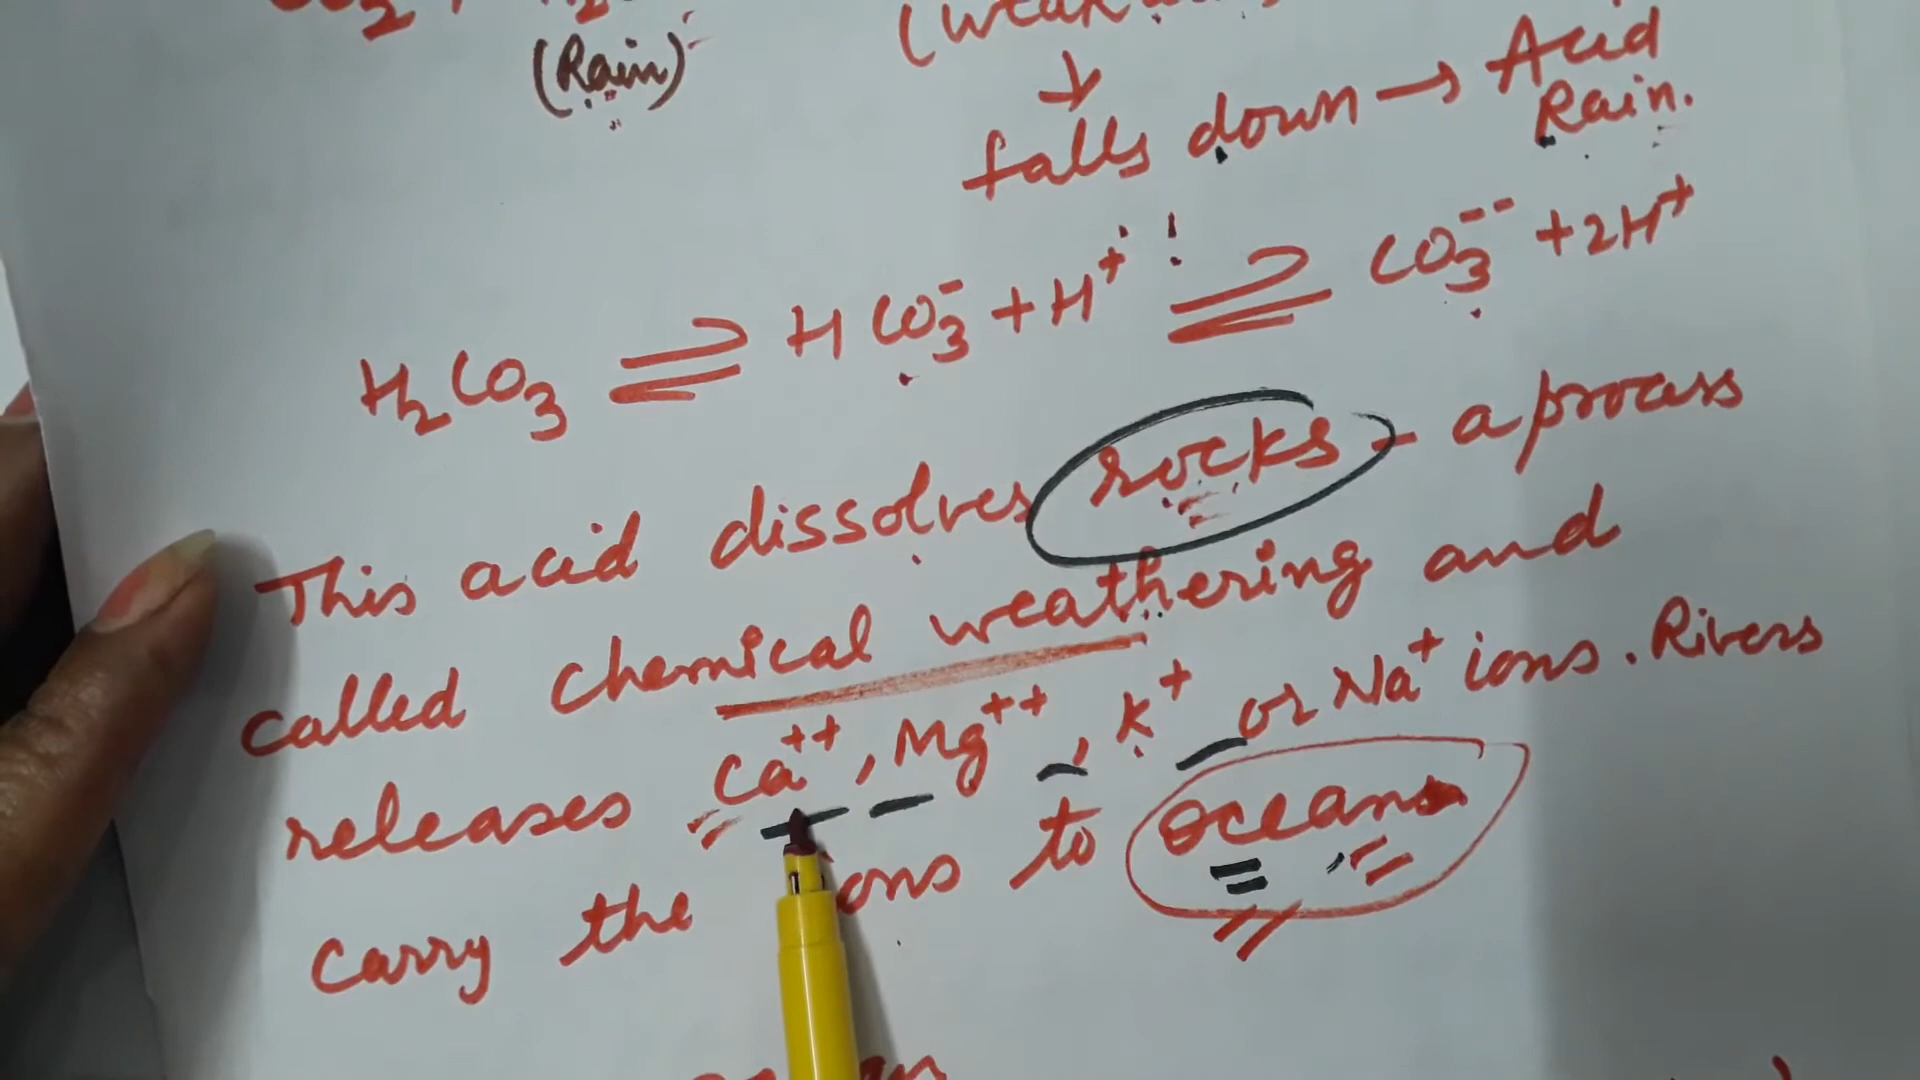 (Rain)
(weak
↓
falls down → Acid
Rain.
H2CO3 ⇌ HCO3⁻ + H⁺ ⇌ CO3⁻⁻ + 2H⁺
This acid dissolves rocks - a process
called chemical weathering and
releases Ca⁺⁺, Mg⁺⁺, K⁺ or Na⁺ ions. Rivers
carry the ions to oceans